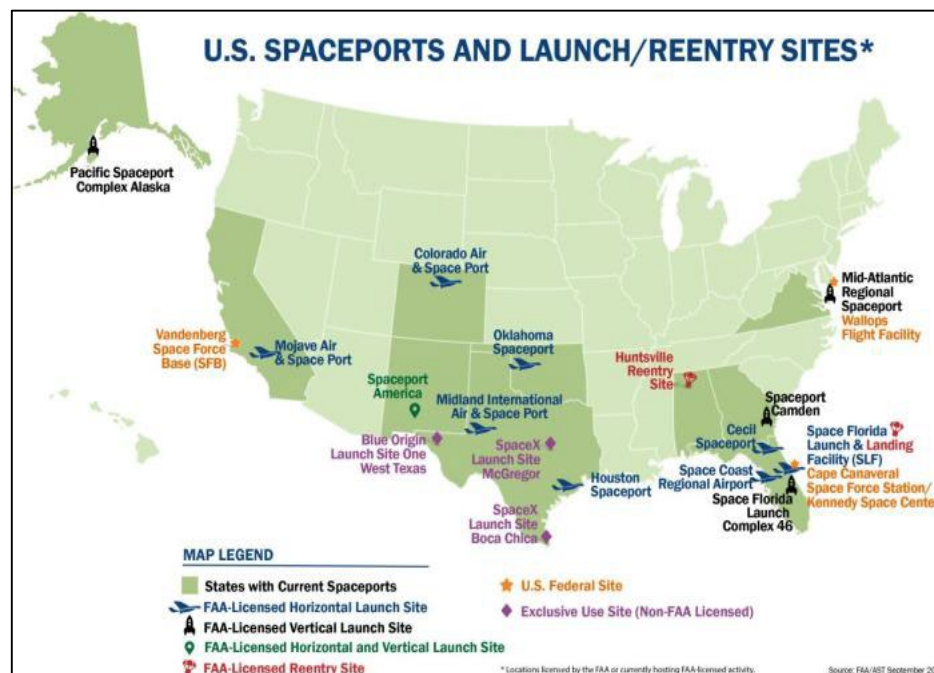 U.S. SPACEPORTS AND LAUNCH/REENTRY SITES*
Pacific Spaceport
Complex Alaska
Colorado Air
& Space Port
Mid-Atlantic
Regional
Spaceport
Wallops
Flight Facility
Vandenberg
Space Force
Base (SFB)
Mojave Air
& Space Port
Oklahoma
Spaceport
Huntsville
Reentry
Site
Spaceport
America
Midland International
Air & Space Port
Spaceport
Camden
Blue Origin
Launch Site One
West Texas
SpaceX
Launch Site
McGregor
Cecil
Spaceport
Space Florida
Launch & Landing
Facility (SLF)
Houston
Spaceport
Space Coast
Regional Airport
Cape Canaveral
Space Force Station/
Kennedy Space Cente
Space Florida
Launch
Complex 46
SpaceX
Launch Site
Boca Chica
MAP LEGEND
States with Current Spaceports
FAA-Licensed Horizontal Launch Site
FAA-Licensed Vertical Launch Site
FAA-Licensed Horizontal and Vertical Launch Site
FAA-Licensed Reentry Site
U.S. Federal Site
Exclusive Use Site (Non-FAA Licensed)
* Locations licensed by the FAA or currently hosting FAA-licensed activity.
Source: FAA/AST September 20